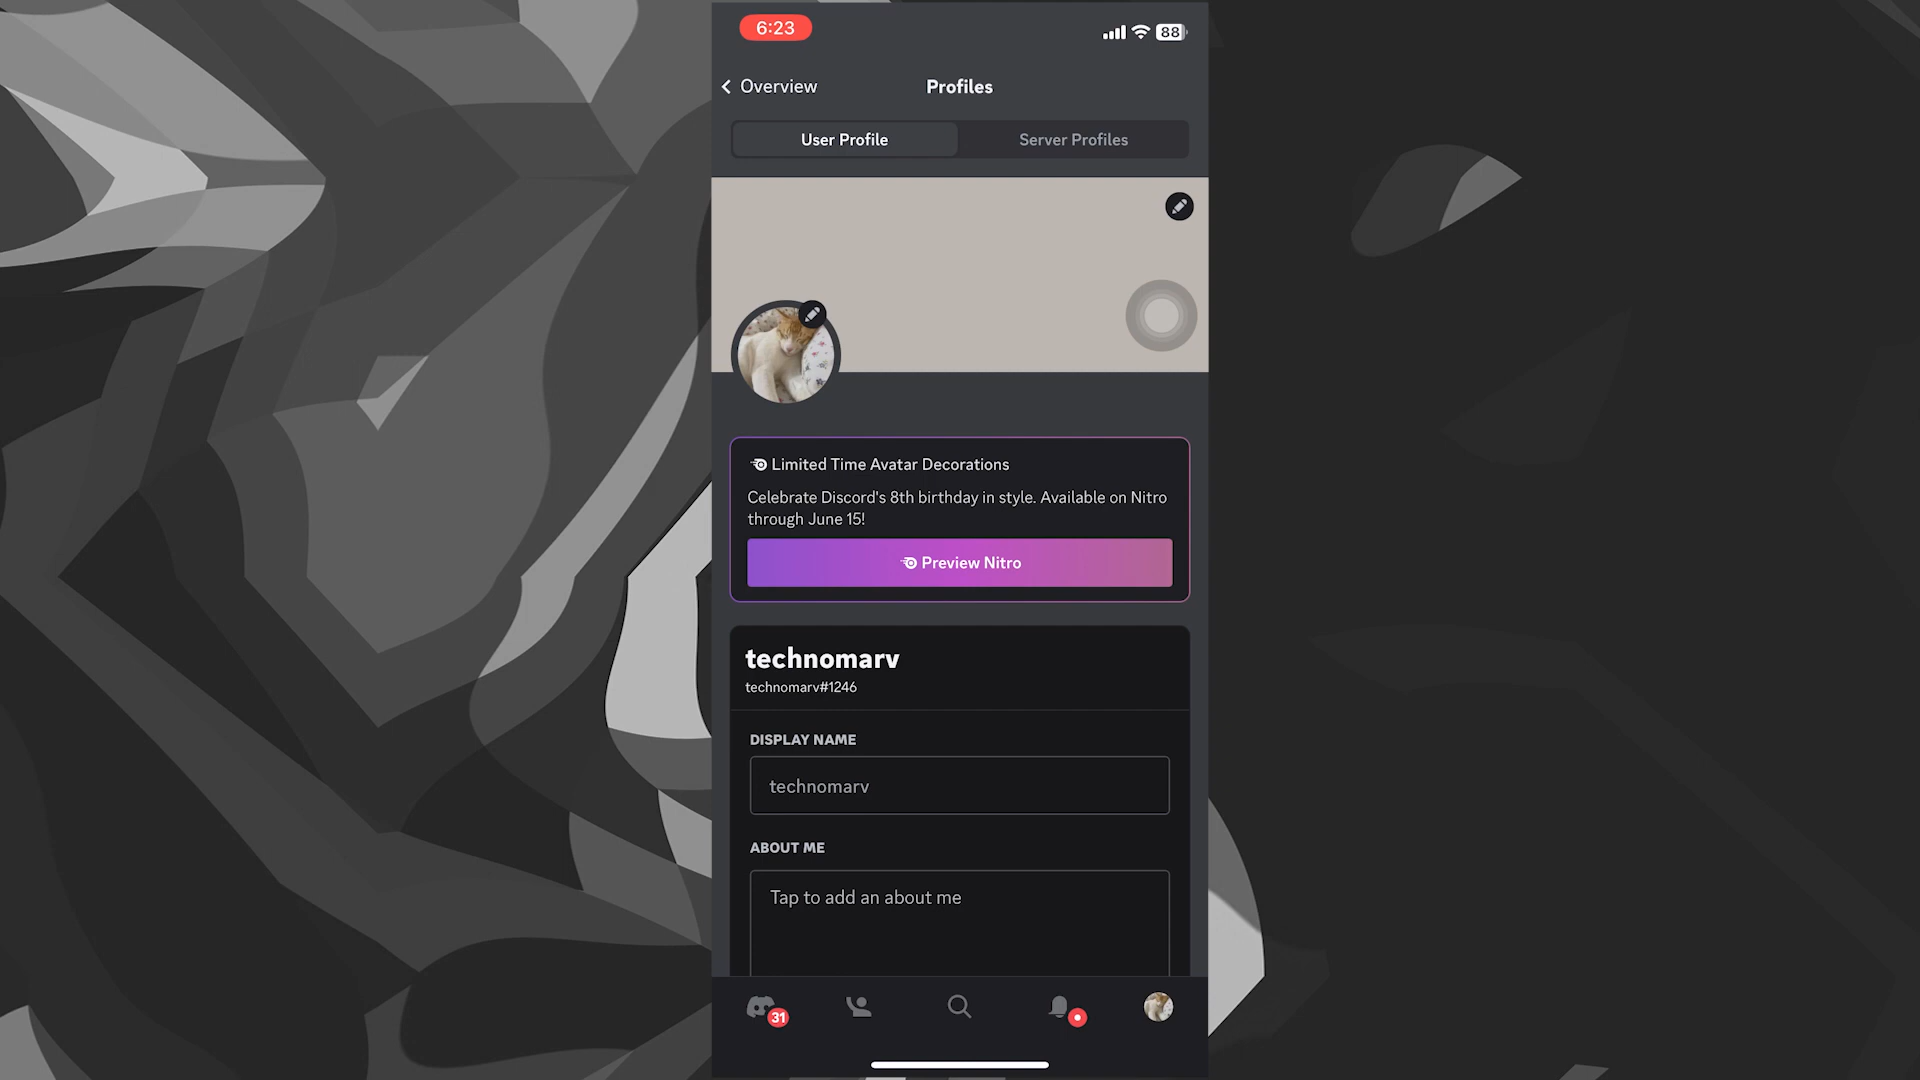 6:23
88
Overview
Profiles
User Profile
Server Profiles
Limited Time Avatar Decorations
Celebrate Discord's 8th birthday in style. Available on Nitro
through June 15!
Preview Nitro
technomarv
technomarv#1246
DISPLAY NAME
technomarv
ABOUT ME
Tap to add an about me
31